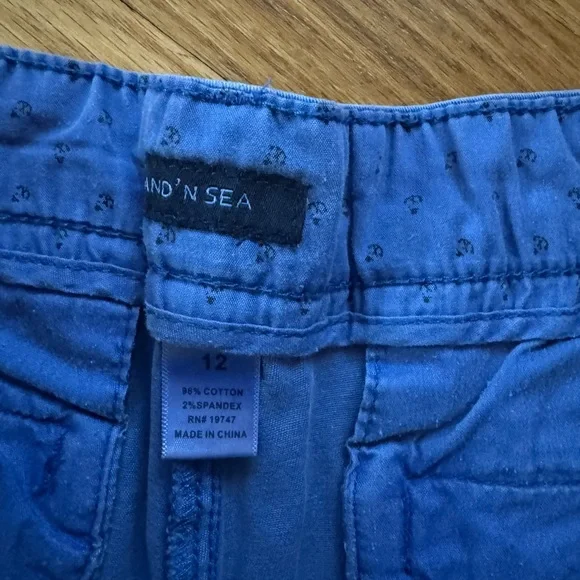 AND'N SEA
12
98% COTTON
2% SPANDEX
RN# 19747
MADE IN CHINA